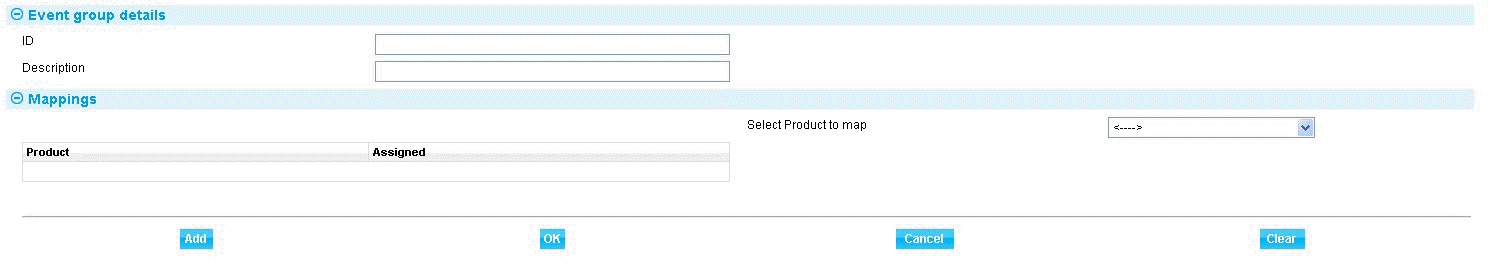 Event group details
ID
Description
Mappings
Select Product to map
<---->
Product Assigned
Add OK Cancel Clear